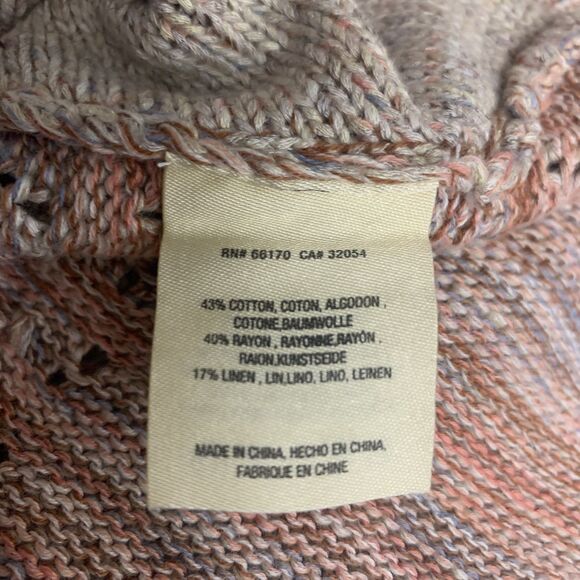 RN# 66170 CA# 32054
43% COTTON, COTON, ALGODON,
COTONE,BAUMWOLLE
40% RAYON, RAYONNE,RAYÓN,
RAION,KUNSTSEIDE
17% LINEN, LIN,LINO, LINO, LEINEN
MADE IN CHINA, HECHO EN CHINA,
FABRIQUE EN CHINE